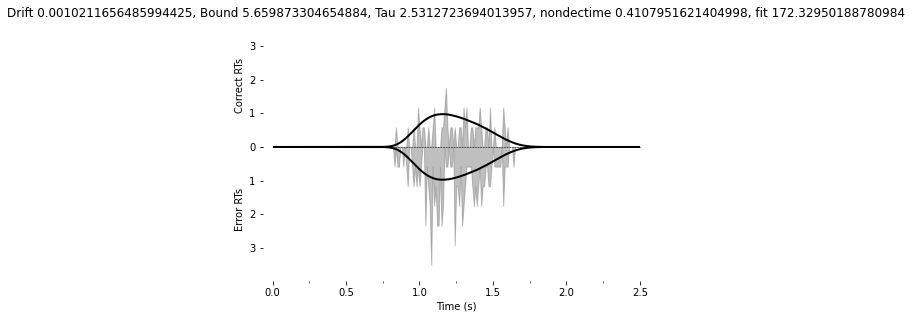 Drift 0.0010211656485994425, Bound 5.659873304654884, Tau 2.5312723694013957, nondectime 0.4107951621404998, fit 172.32950188780984
3
2
1
0
1
2
3
Correct RTs
Error RTs
0.0 0.5 1.0 1.5 2.0 2.5
Time (s)